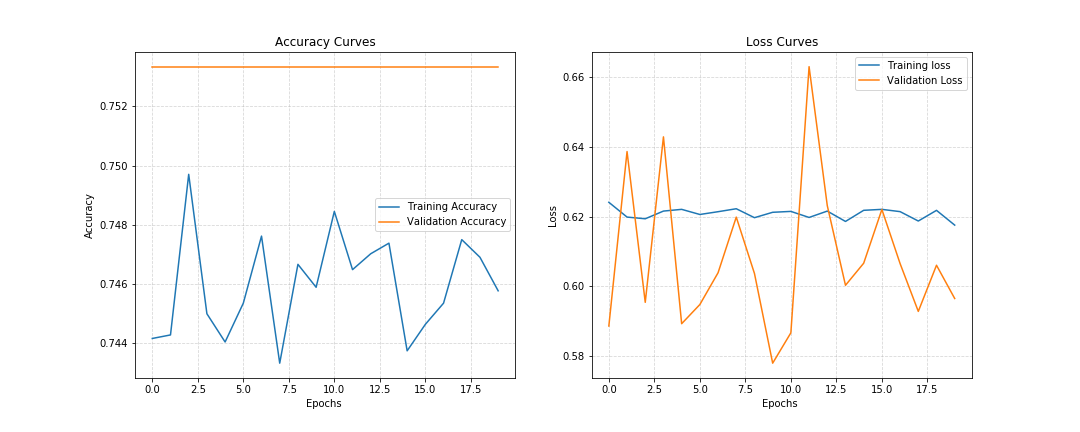 Accuracy Curves
Accuracy
0.752
0.750
0.748
0.746
0.744
Training Accuracy
Validation Accuracy
0.0 2.5 5.0 7.5 10.0 12.5 15.0 17.5
Epochs
Loss Curves
Loss
0.66
0.64
0.62
0.60
0.58
Training loss
Validation Loss
0.0 2.5 5.0 7.5 10.0 12.5 15.0 17.5
Epochs